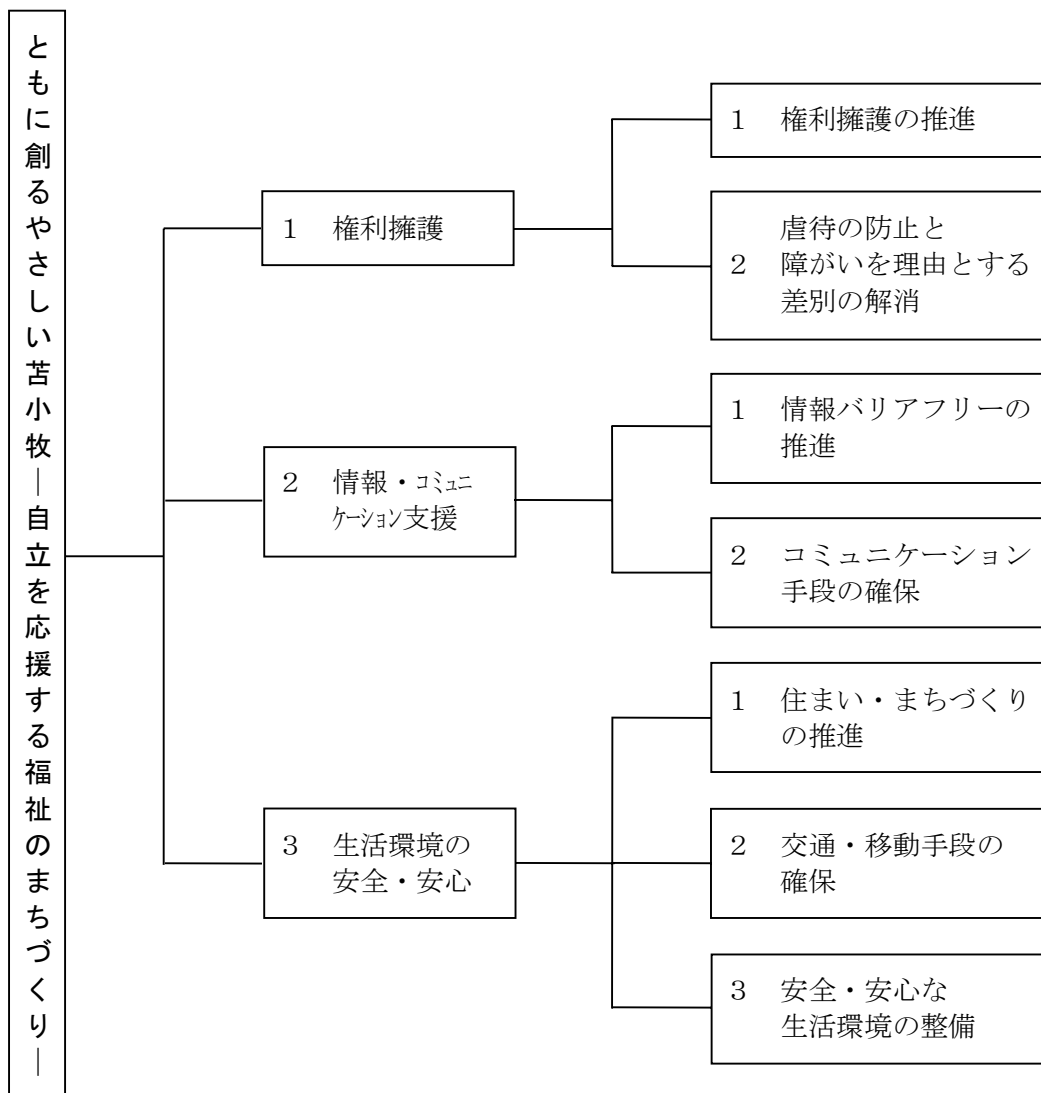 ともに創るやさしい苫小牧―自立を応援する福祉のまちづくり―
1 権利擁護
1 権利擁護の推進
2 虐待の防止と
障がいを理由とする
差別の解消
2 情報・ｺﾐｭﾆ
ｹｰｼｮﾝ支援
1 情報バリアフリーの
推進
2 コミュニケーション
手段の確保
3 生活環境の
安全・安心
1 住まい・まちづくり
の推進
2 交通・移動手段の
確保
3 安全・安心な
生活環境の整備